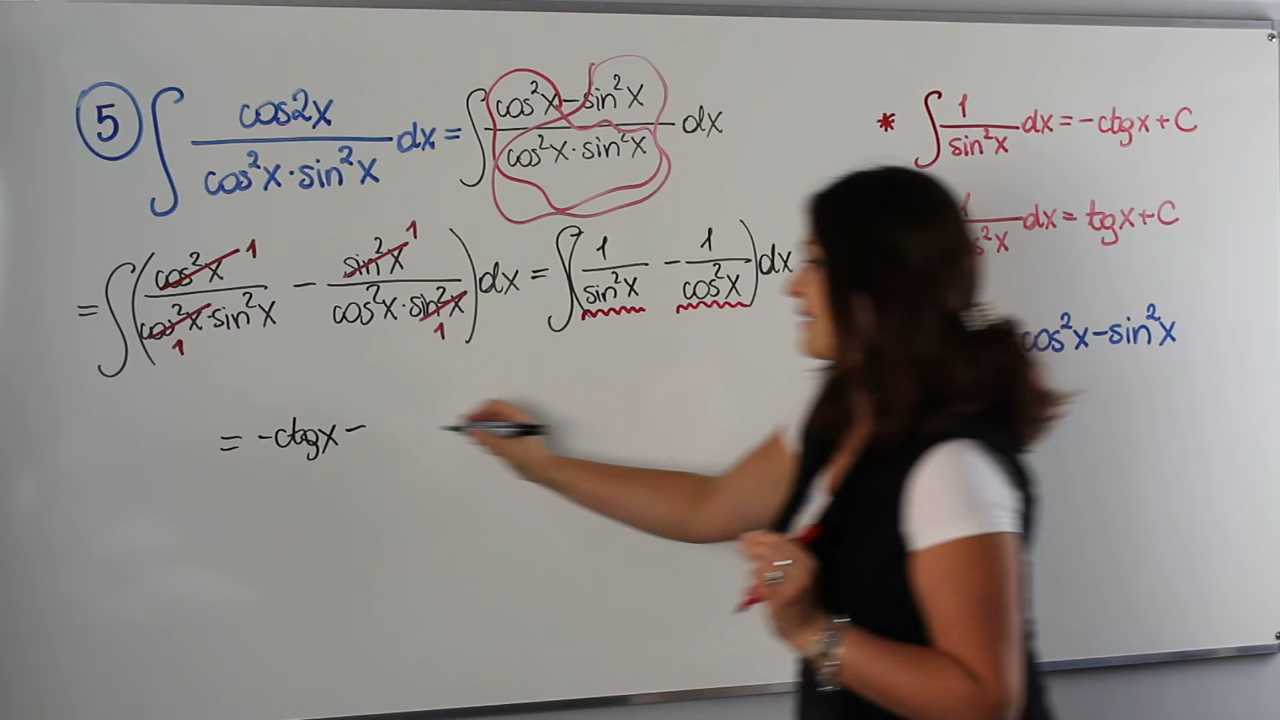 5 ∫ cos2x / (cos²x·sin²x) dx = ∫ (cos²x-sin²x) / (cos²x·sin²x) dx
= ∫ (cos²x 1 / (cos²x 1·sin²x) - sin²x 1 / (cos²x·sin²x 1)) dx = ∫ (1/sin²x - 1/cos²x) dx
= -ctgx -
* ∫ 1/sin²x dx = -ctgx + C
dx = tgx + C
cos²x-sin²x